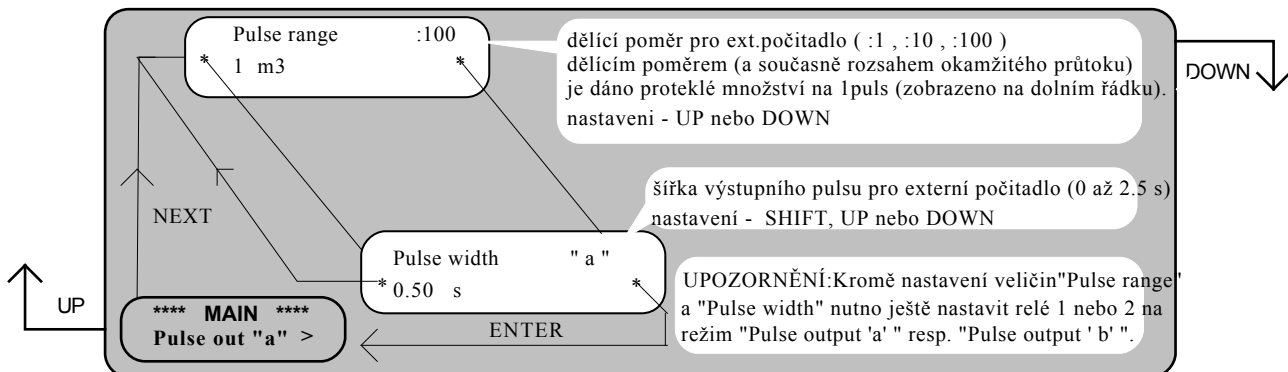 Pulse range :100
* 1 m3 *
dělící poměr pro ext.počitadlo ( :1 , :10 , :100 )
dělícím poměrem (a současně rozsahem okamžitého průtoku)
je dáno proteklé množství na 1puls (zobrazeno na dolním řádku).
nastaveni - UP nebo DOWN
DOWN
šířka výstupního pulsu pro externí počitadlo (0 až 2.5 s)
nastavení - SHIFT, UP nebo DOWN
NEXT
Pulse width " a "
* 0.50 s *
UPOZORNĚNÍ:Kromě nastavení veličin"Pulse range"
a "Pulse width" nutno ještě nastavit relé 1 nebo 2 na
režim "Pulse output 'a' " resp. "Pulse output ' b' ".
UP
**** MAIN ****
Pulse out "a" >
ENTER